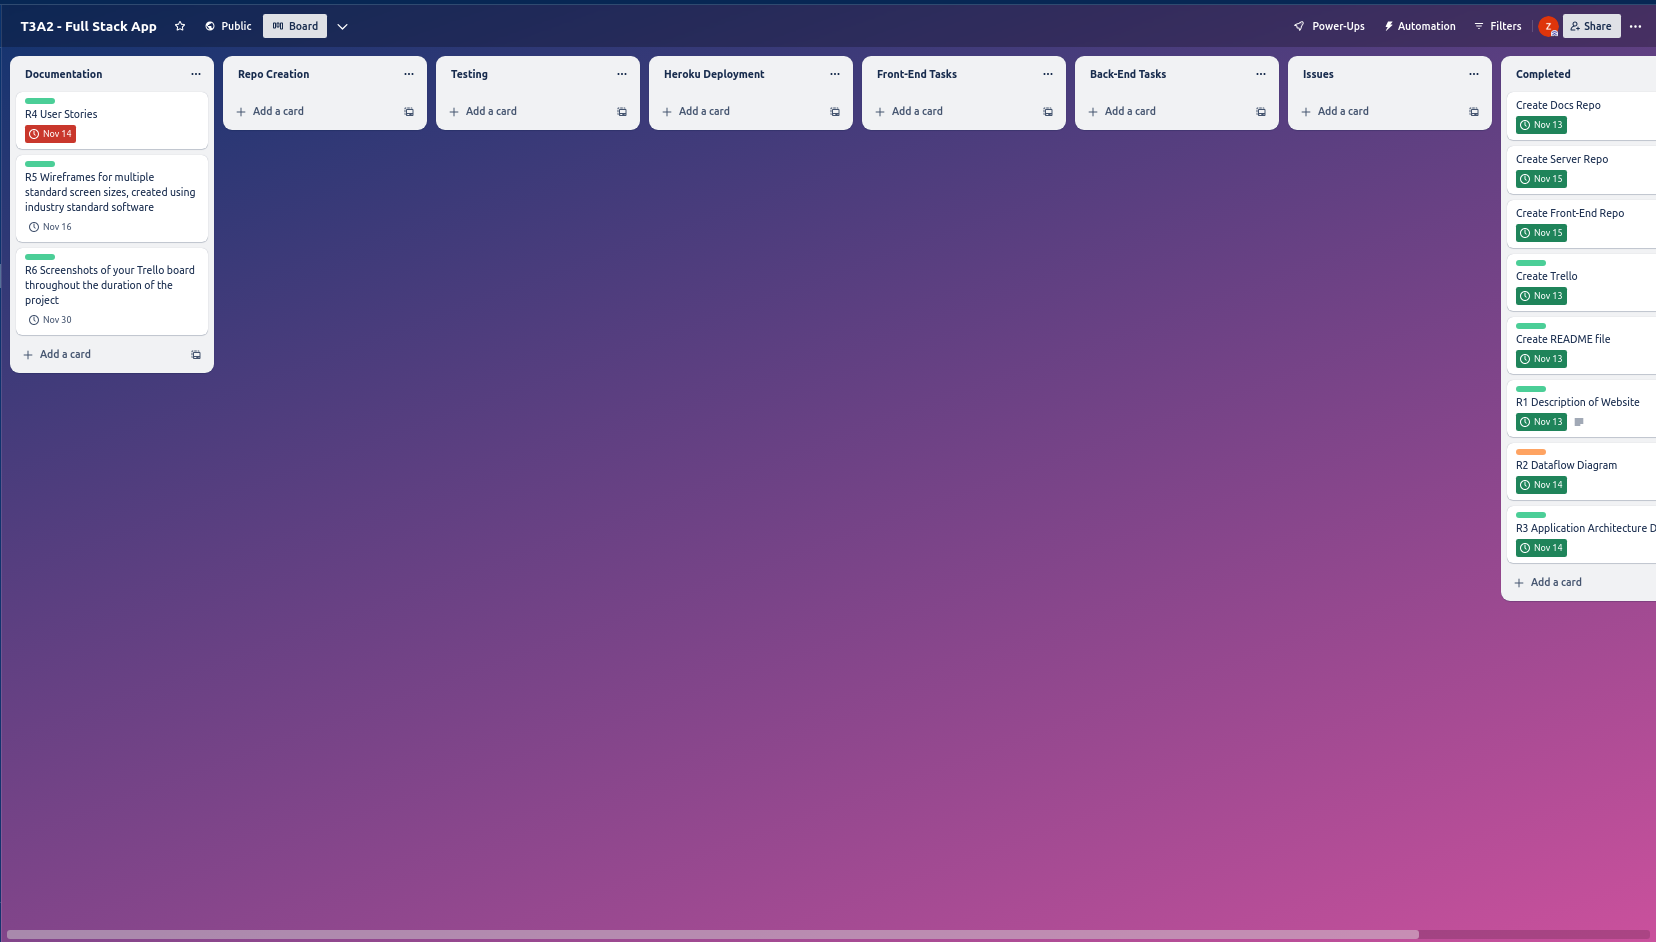 T3A2 - Full Stack App
Public
Board
Power-Ups
Automation
Filters
Z
Share
Documentation
R4 User Stories
Nov 14
R5 Wireframes for multiple
standard screen sizes, created using
industry standard software
Nov 16
R6 Screenshots of your Trello board
throughout the duration of the
project
Nov 30
Add a card
Repo Creation
Add a card
Testing
Add a card
Heroku Deployment
Add a card
Front-End Tasks
Add a card
Back-End Tasks
Add a card
Issues
Add a card
Completed
Create Docs Repo
Nov 13
Create Server Repo
Nov 15
Create Front-End Repo
Nov 15
Create Trello
Nov 13
Create README file
Nov 13
R1 Description of Website
Nov 13
R2 Dataflow Diagram
Nov 14
R3 Application Architecture D
Nov 14
Add a card